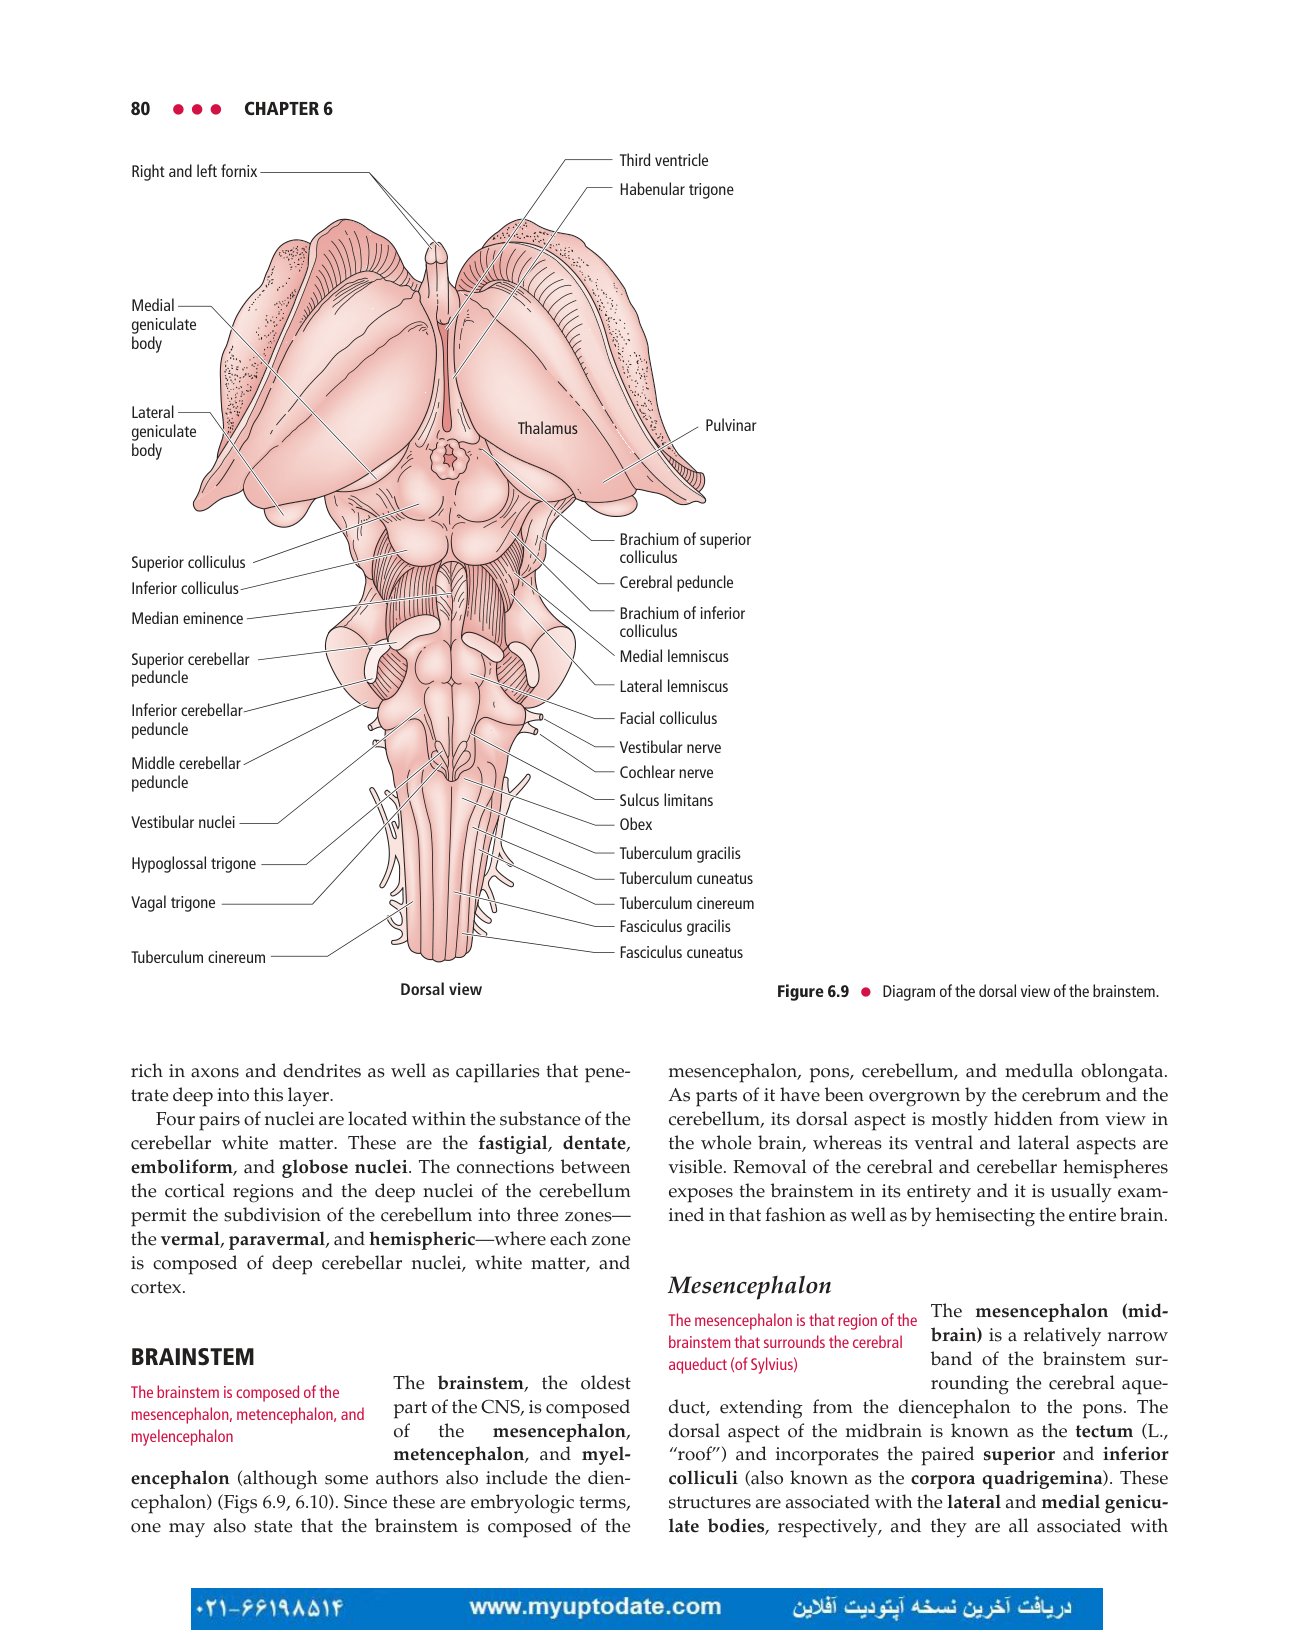 80 ● ● ● CHAPTER 6
Right and left fornix
Medial
geniculate
body
Lateral
geniculate
body
Superior colliculus
Inferior colliculus
Median eminence
Superior cerebellar
peduncle
Inferior cerebellar
peduncle
Middle cerebellar
peduncle
Vestibular nuclei
Hypoglossal trigone
Vagal trigone
Tuberculum cinereum
Third ventricle
Habenular trigone
Thalamus
Pulvinar
Brachium of superior
colliculus
Cerebral peduncle
Brachium of inferior
colliculus
Medial lemniscus
Lateral lemniscus
Facial colliculus
Vestibular nerve
Cochlear nerve
Sulcus limitans
Obex
Tuberculum gracilis
Tuberculum cuneatus
Tuberculum cinereum
Fasciculus gracilis
Fasciculus cuneatus
Dorsal view
Figure 6.9 ● Diagram of the dorsal view of the brainstem.
rich in axons and dendrites as well as capillaries that pene-
trate deep into this layer.
Four pairs of nuclei are located within the substance of the
cerebellar white matter. These are the fastigial, dentate,
emboliform, and globose nuclei. The connections between
the cortical regions and the deep nuclei of the cerebellum
permit the subdivision of the cerebellum into three zones—
the vermal, paravermal, and hemispheric—where each zone
is composed of deep cerebellar nuclei, white matter, and
cortex.
BRAINSTEM
The brainstem is composed of the
mesencephalon, metencephalon, and
myelencephalon
The brainstem, the oldest
part of the CNS, is composed
of the mesencephalon,
metencephalon, and myel-
encephalon (although some authors also include the dien-
cephalon) (Figs 6.9, 6.10). Since these are embryologic terms,
one may also state that the brainstem is composed of the
mesencephalon, pons, cerebellum, and medulla oblongata.
As parts of it have been overgrown by the cerebrum and the
cerebellum, its dorsal aspect is mostly hidden from view in
the whole brain, whereas its ventral and lateral aspects are
visible. Removal of the cerebral and cerebellar hemispheres
exposes the brainstem in its entirety and it is usually exam-
ined in that fashion as well as by hemisecting the entire brain.
Mesencephalon
The mesencephalon is that region of the
brainstem that surrounds the cerebral
aqueduct (of Sylvius)
The mesencephalon (mid-
brain) is a relatively narrow
band of the brainstem sur-
rounding the cerebral aque-
duct, extending from the diencephalon to the pons. The
dorsal aspect of the midbrain is known as the tectum (L.,
“roof”) and incorporates the paired superior and inferior
colliculi (also known as the corpora quadrigemina). These
structures are associated with the lateral and medial genicu-
late bodies, respectively, and they are all associated with
۰۲۱-۶۶۱۹۸۵۱۴ www.myuptodate.com دریافت آخرین نسخه آپتودیت آفلاین